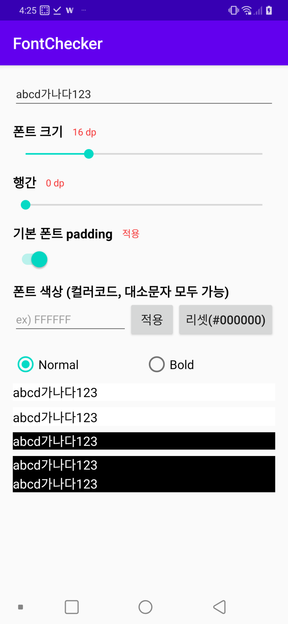 4:25 W
FontChecker
abcd가나다123
폰트 크기 16 dp
행간 0 dp
기본 폰트 padding 적용
폰트 색상 (컬러코드, 대소문자 모두 가능)
ex) FFFFFF 적용 리셋(#000000)
Normal Bold
abcd가나다123
abcd가나다123
abcd가나다123
abcd가나다123
abcd가나다123